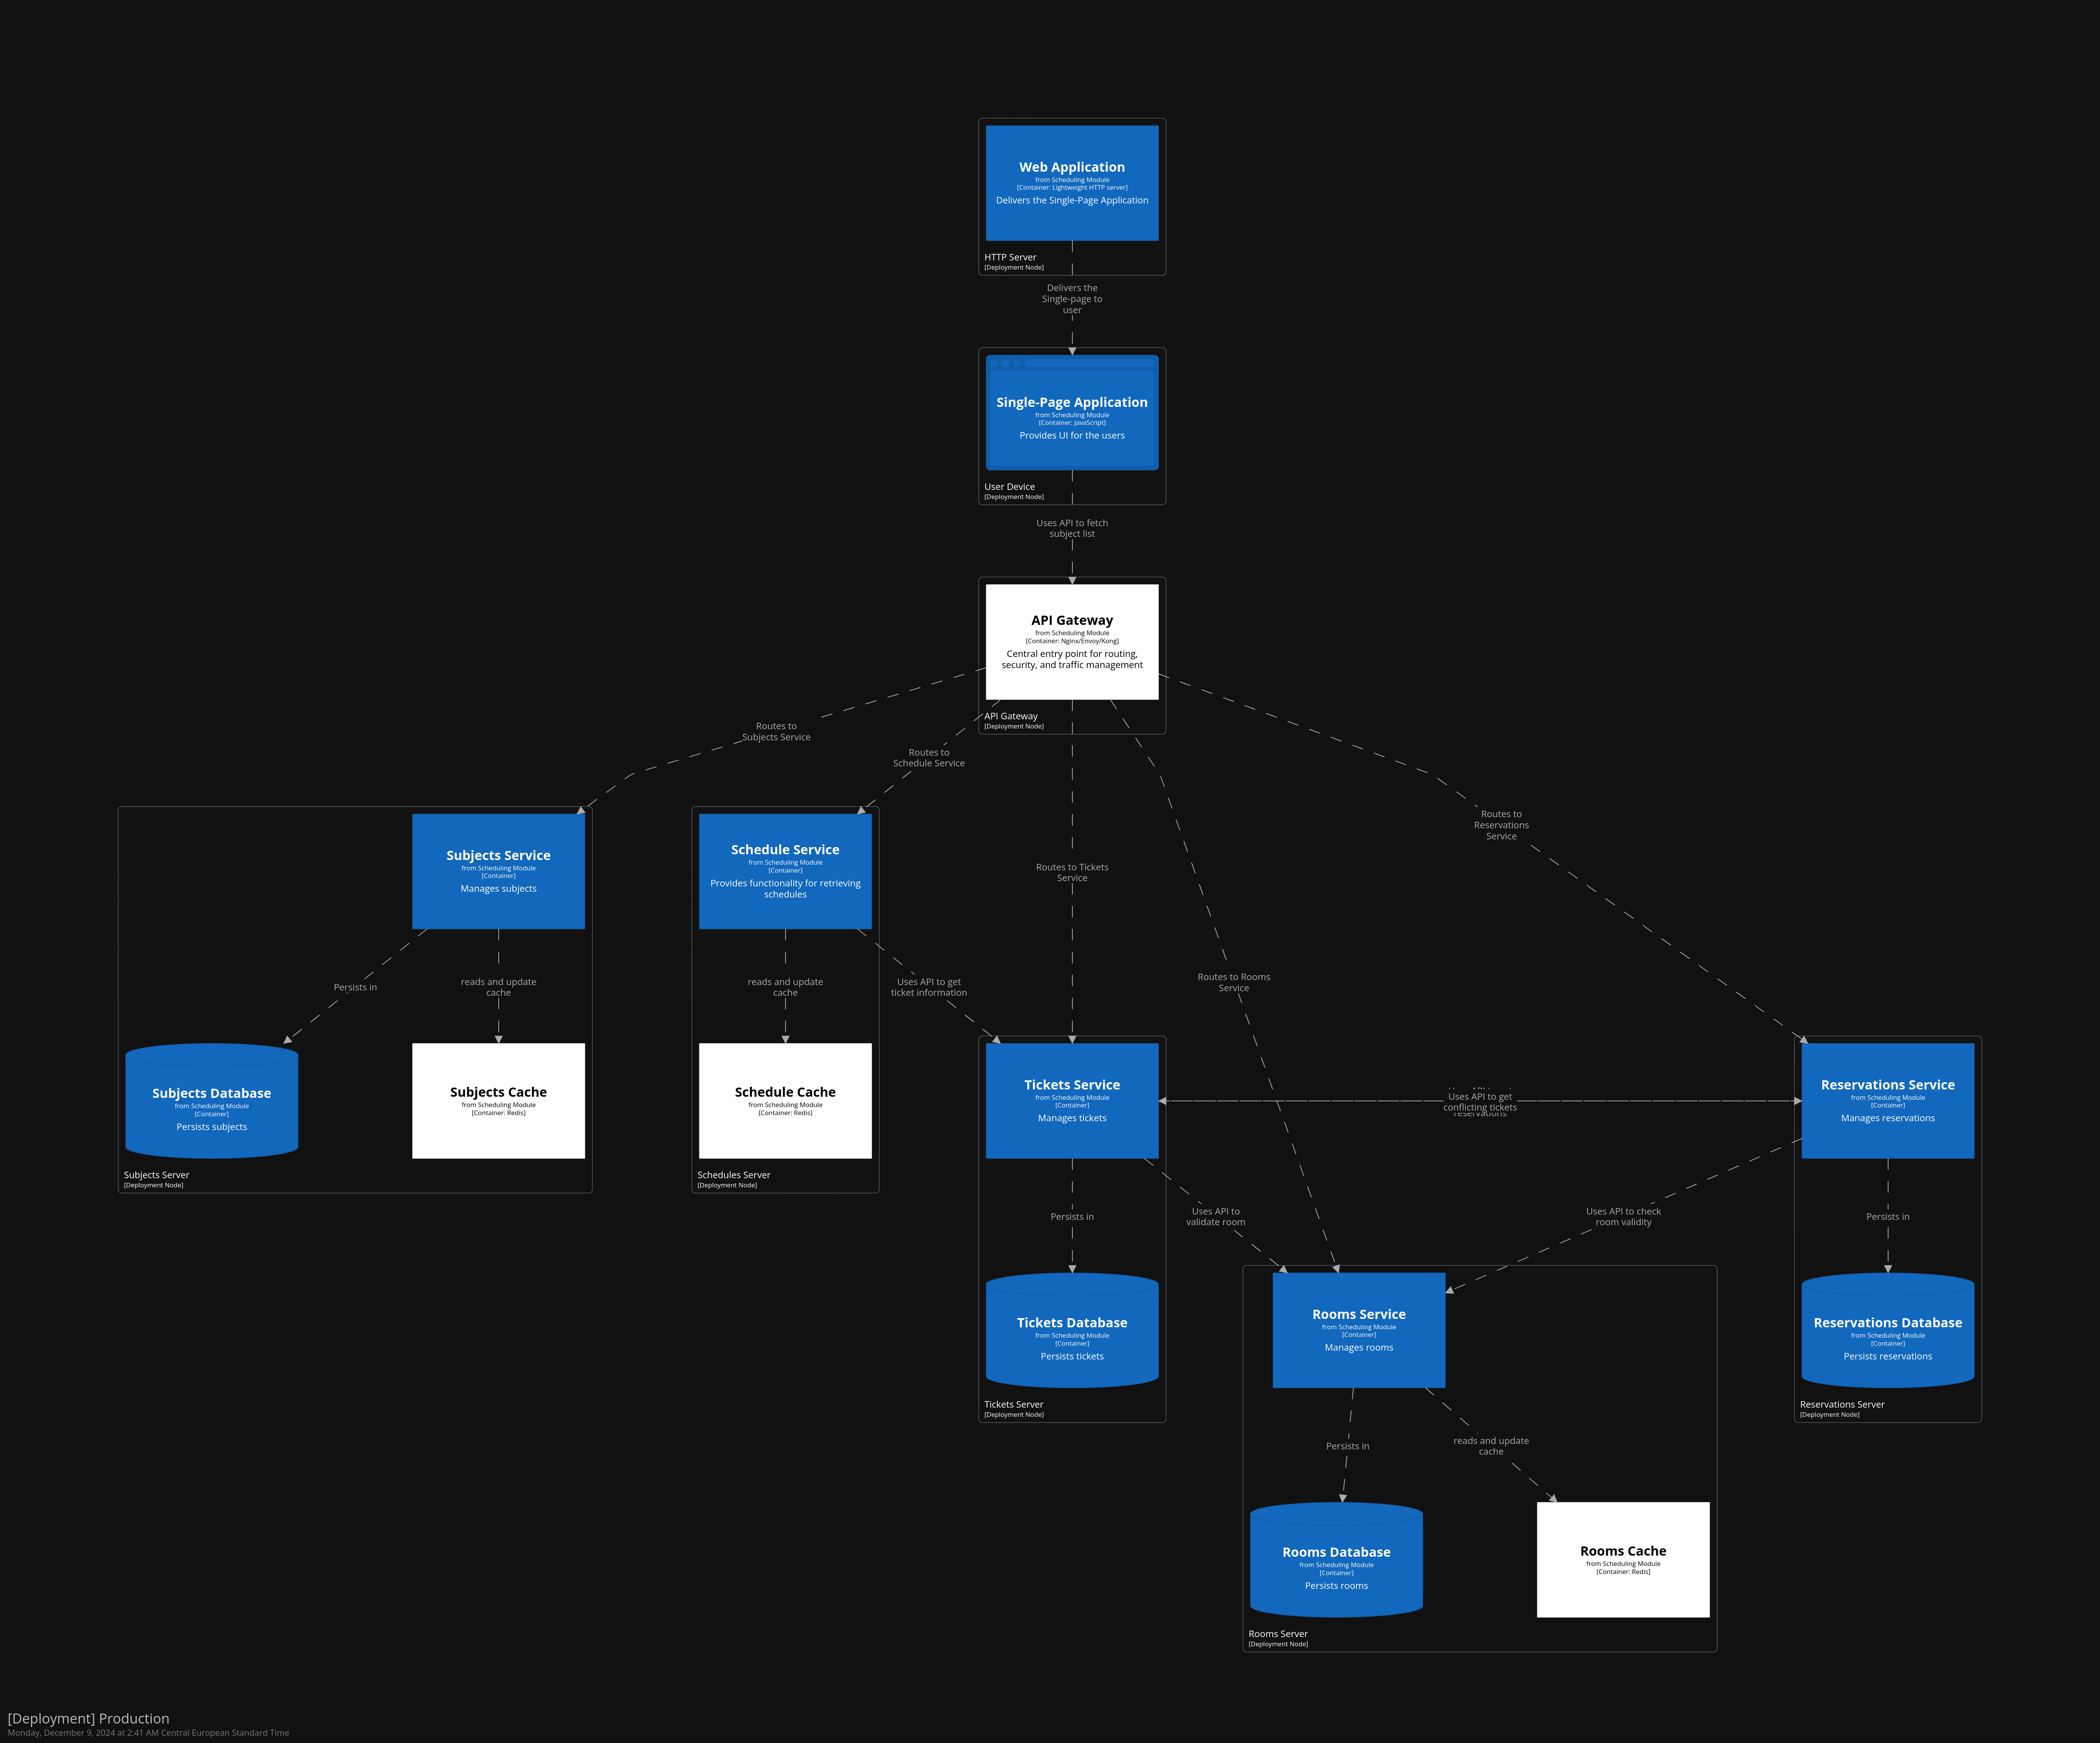 Web Application
from Scheduling Module
[Container: Lightweight HTTP server]
Delivers the Single-Page Application
HTTP Server
[Deployment Node]
Delivers the
Single-page to
user
Single-Page Application
from Scheduling Module
[Container: JavaScript]
Provides UI for the users
User Device
[Deployment Node]
Uses API to fetch
subject list
API Gateway
from Scheduling Module
[Container: Nginx/Envoy/Kong]
Central entry point for routing,
security, and traffic management
API Gateway
[Deployment Node]
Routes to
Subjects Service
Routes to
Schedule Service
Routes to Tickets
Service
Routes to Rooms
Service
Routes to
Reservations
Service
Subjects Service
from Scheduling Module
[Container]
Manages subjects
Persists in
reads and update
cache
Subjects Database
from Scheduling Module
[Container]
Persists subjects
Subjects Cache
from Scheduling Module
[Container: Redis]
Subjects Server
[Deployment Node]
Schedule Service
from Scheduling Module
[Container]
Provides functionality for retrieving
schedules
reads and update
cache
Uses API to get
ticket information
Schedule Cache
from Scheduling Module
[Container: Redis]
Schedules Server
[Deployment Node]
Tickets Service
from Scheduling Module
[Container]
Manages tickets
Uses API to get
conflicting tickets
reservations
Reservations Service
from Scheduling Module
[Container]
Manages reservations
Persists in
Uses API to
validate room
Uses API to check
room validity
Persists in
Tickets Database
from Scheduling Module
[Container]
Persists tickets
Tickets Server
[Deployment Node]
Rooms Service
from Scheduling Module
[Container]
Manages rooms
Reservations Database
from Scheduling Module
[Container]
Persists reservations
Reservations Server
[Deployment Node]
Persists in
reads and update
cache
Rooms Database
from Scheduling Module
[Container]
Persists rooms
Rooms Cache
from Scheduling Module
[Container: Redis]
Rooms Server
[Deployment Node]
[Deployment] Production
Monday, December 9, 2024 at 2:41 AM Central European Standard Time